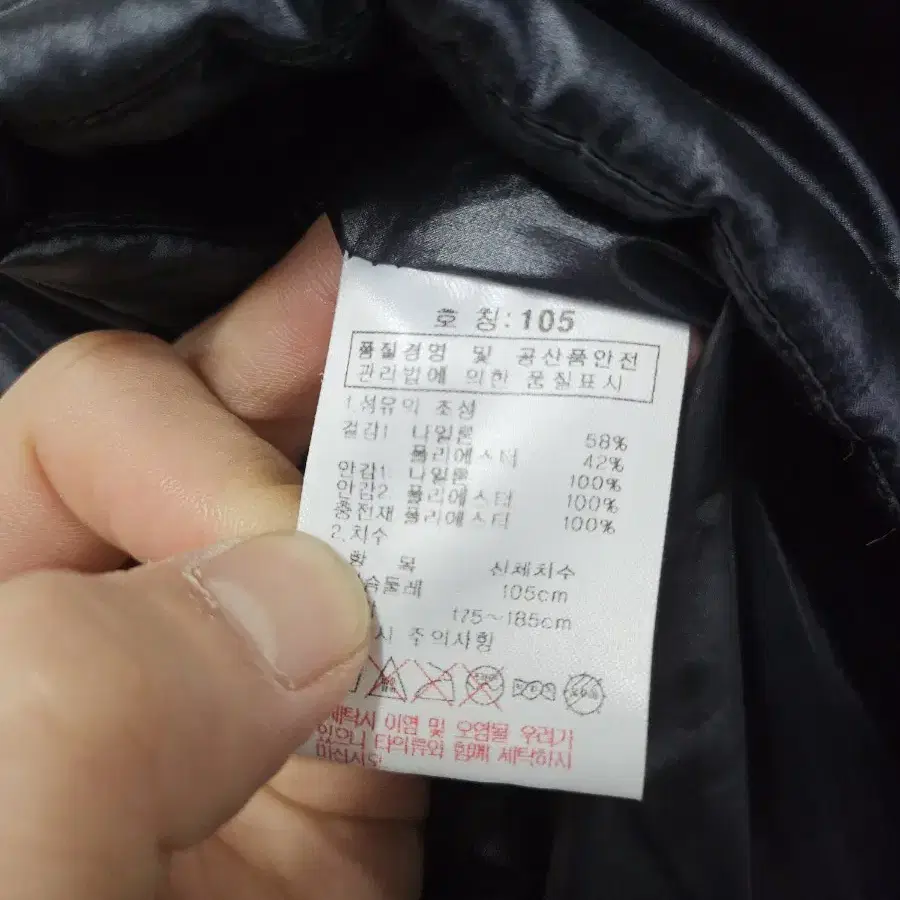 호 칭: 105
품질경영 및 공산품안전
관리법에 의한 품질표시
1.섬유의 조성
겉감1 나일론 58%
폴리에스터 42%
안감1. 나일론 100%
안감2. 폴리에스터 100%
충전재 폴리에스터 100%
2.치수
항 목 신체치수
슴둘레 105cm
175~185cm
시 주의사항
세탁시 이염 및 오염될 우려가
있으니 타의류와 함께 세탁하지
마십시오